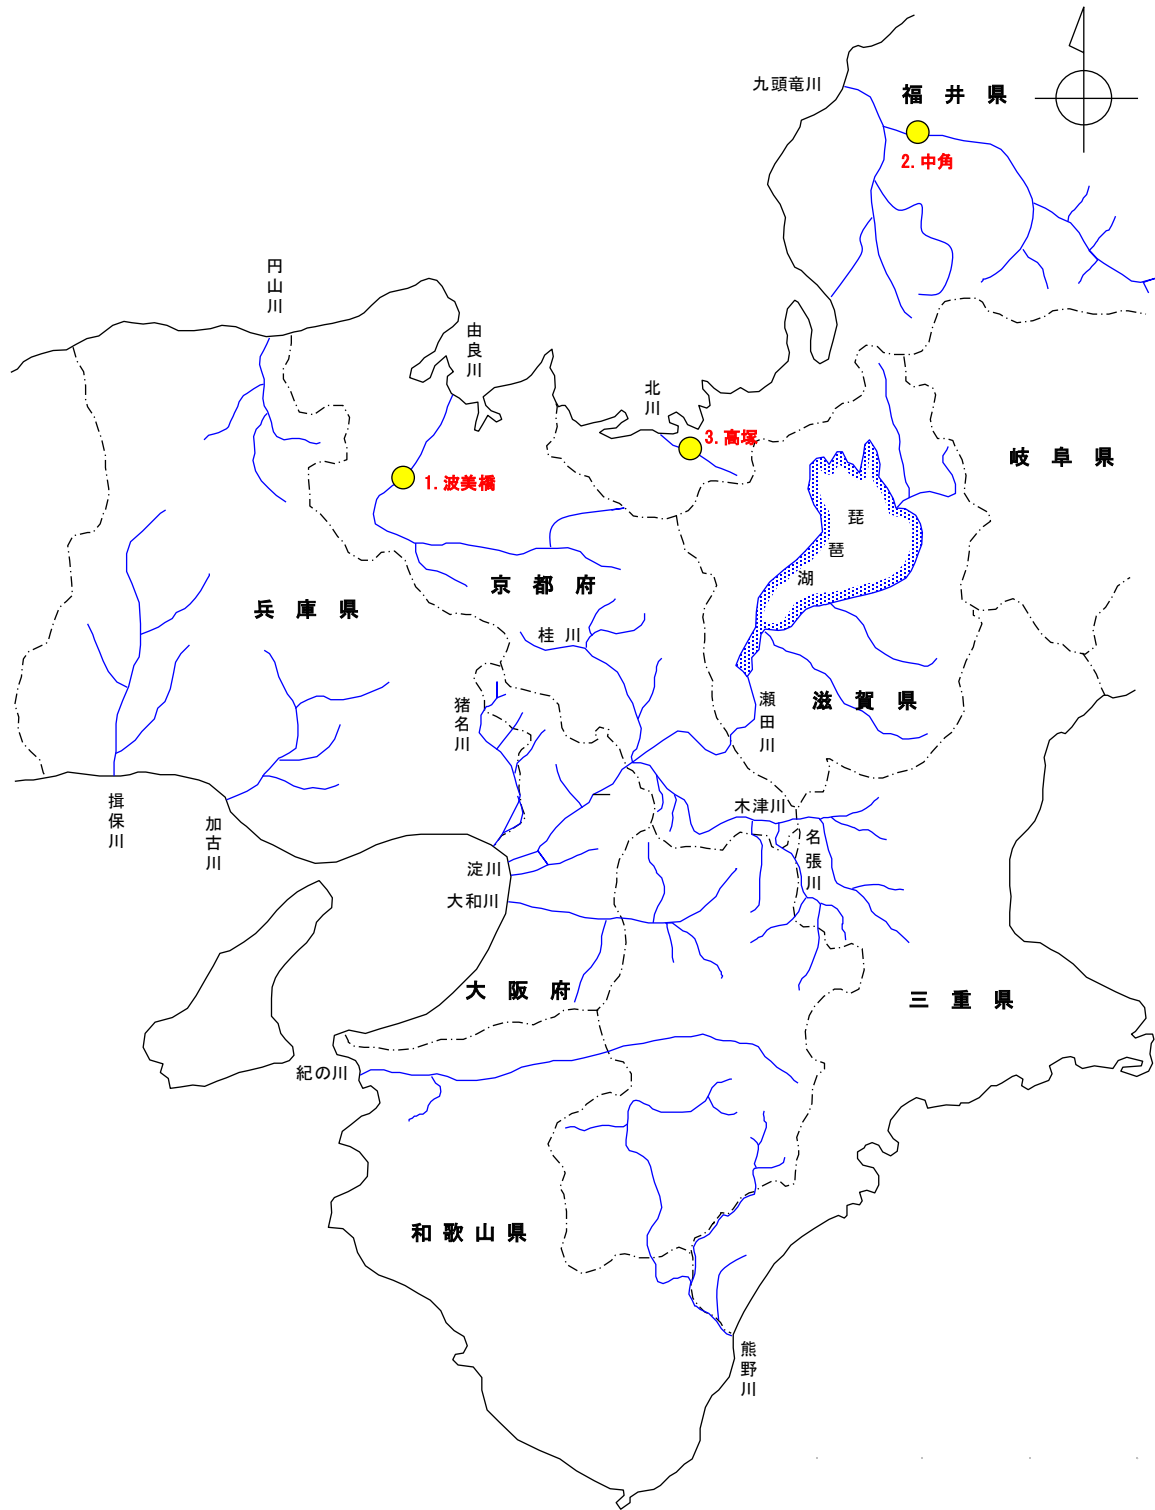 九頭竜川
福井県
2.中角
円山川
由良川
北川
3.高塚
岐阜県
1.波美橋
琵琶湖
京都府
兵庫県
桂川
猪名川
瀬田川
滋賀県
揖保川
加古川
木津川
名張川
淀川
大和川
大阪府
三重県
紀の川
和歌山県
熊野川